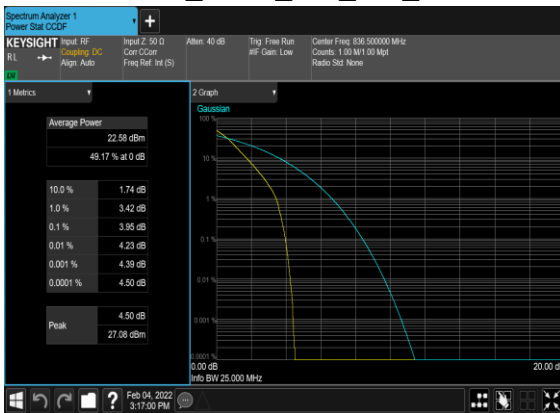 Spectrum Analyzer 1
Power Stat CCDF
KEYSIGHT
RL
Input: RF
Coupling: DC
Align: Auto
Input Z: 50 Ω
Corr CCorr
Freq Ref: Int (S)
Atten: 40 dB
Trig: Free Run
#IF Gain: Low
Center Freq: 836.500000 MHz
Counts: 1.00 M/1.00 Mpt
Radio Std: None
1 Metrics
Average Power
22.58 dBm
49.17 % at 0 dB
10.0 % 1.74 dB
1.0 % 3.42 dB
0.1 % 3.95 dB
0.01 % 4.23 dB
0.001 % 4.39 dB
0.0001 % 4.50 dB
Peak
4.50 dB
27.08 dBm
2 Graph
Gaussian
100 %
10 %
1 %
0.1 %
0.01 %
0.001 %
0.0001 %
0.00 dB
20.00 d
Info BW 25.000 MHz
Feb 04, 2022
3:17:00 PM